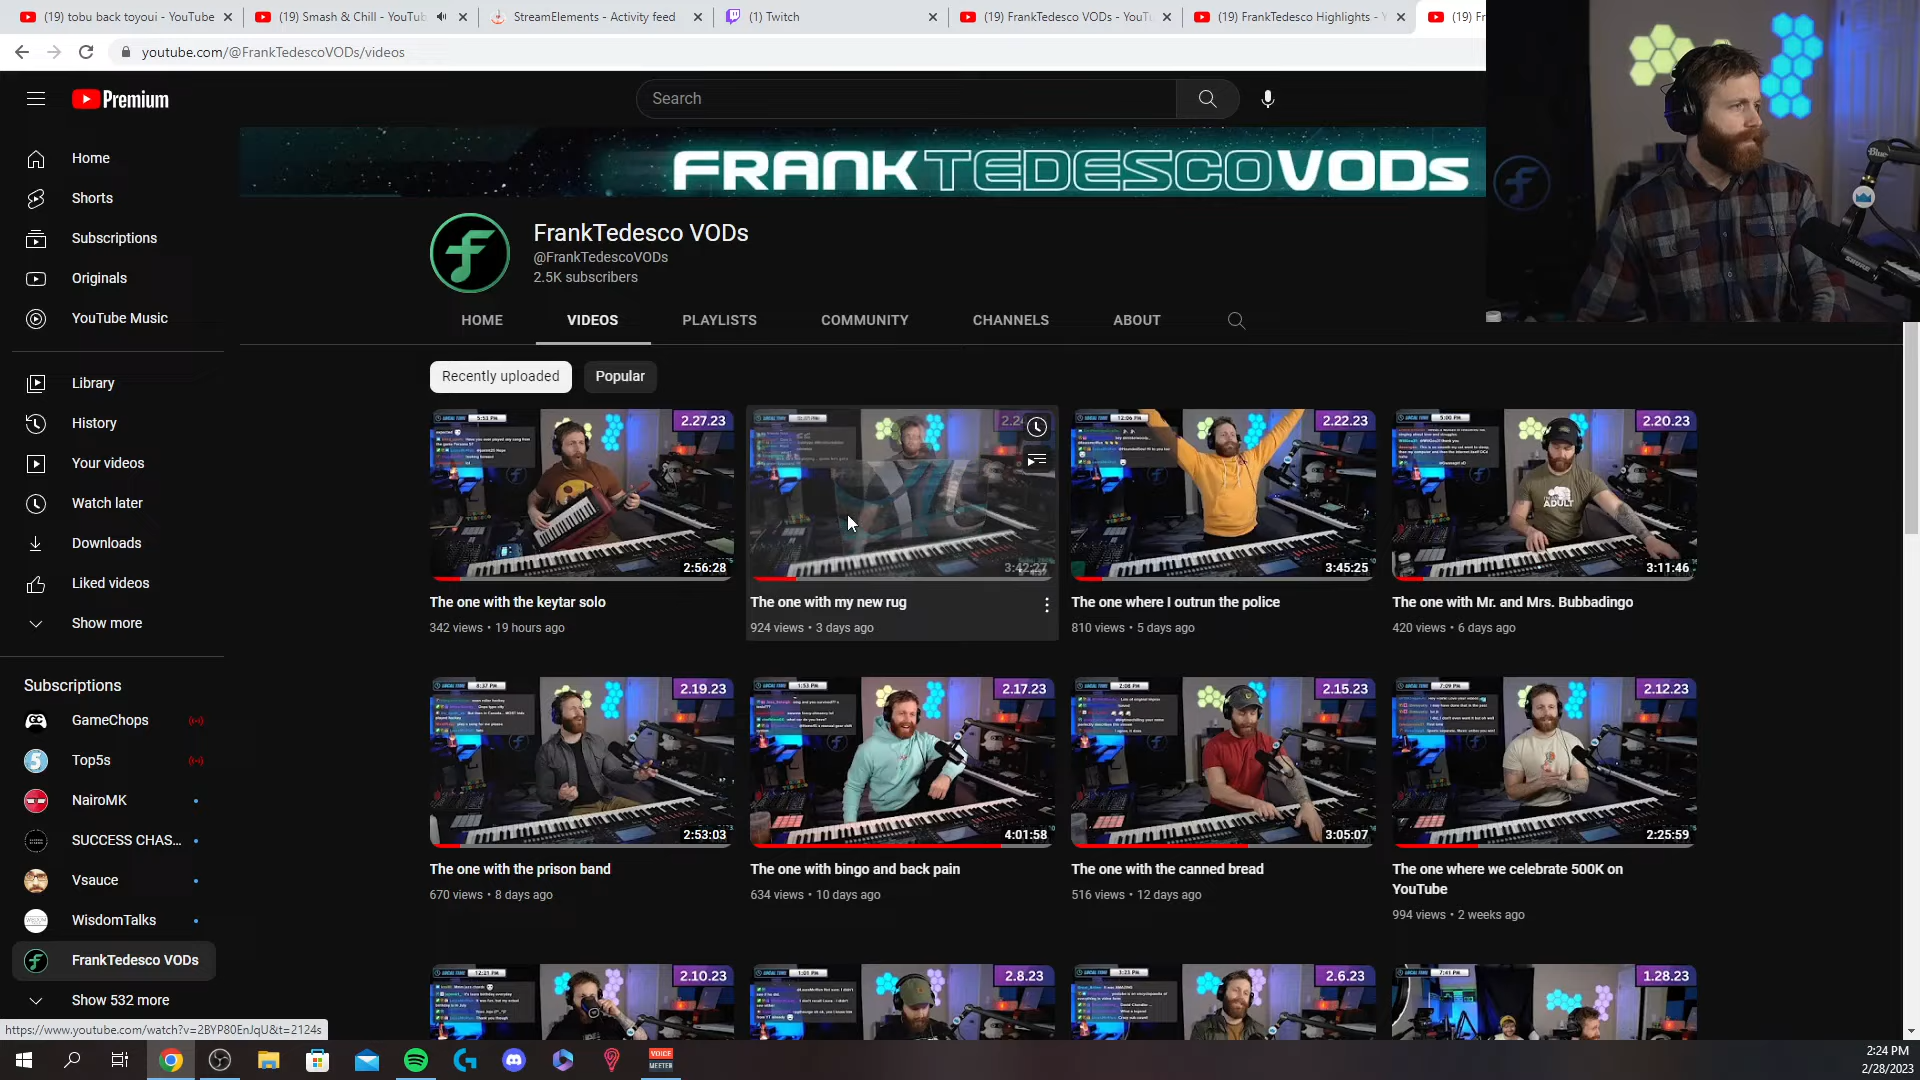 (19) tobu back toyoui - YouTube
(19) Smash & Chill - YouTub
StreamElements - Activity feed
(1) Twitch
(19) FrankTedesco VODs - YouTu
(19) FrankTedesco Highlights - Y
(19) Fr
youtube.com/@FrankTedescoVODs/videos
Premium
Search
Home
Shorts
Subscriptions
Originals
YouTube Music
Library
History
Your videos
Watch later
Downloads
Liked videos
Show more
Subscriptions
GameChops
Top5s
NairoMK
SUCCESS CHAS...
Vsauce
WisdomTalks
FrankTedesco VODs
Show 532 more
FRANKTEDESCOVODs
FrankTedesco VODs
@FrankTedescoVODs
2.5K subscribers
HOME
VIDEOS
PLAYLISTS
COMMUNITY
CHANNELS
ABOUT
Recently uploaded
Popular
2.27.23
2:56:28
The one with the keytar solo
342 views • 19 hours ago
3:42:27
The one with my new rug
924 views • 3 days ago
2.22.23
3:45:25
The one where I outrun the police
810 views • 5 days ago
2.20.23
ADULT
3:11:46
The one with Mr. and Mrs. Bubbadingo
420 views • 6 days ago
2.19.23
2:53:03
The one with the prison band
670 views • 8 days ago
2.17.23
4:01:58
The one with bingo and back pain
634 views • 10 days ago
2.15.23
3:05:07
The one with the canned bread
516 views • 12 days ago
2.12.23
2:25:59
The one where we celebrate 500K on
YouTube
994 views • 2 weeks ago
2.10.23
2.8.23
2.6.23
1.28.23
Blue
https://www.youtube.com/watch?v=2BYP80EnJqU&t=2124s
VOICE
MEETER
2:24 PM
2/28/2023